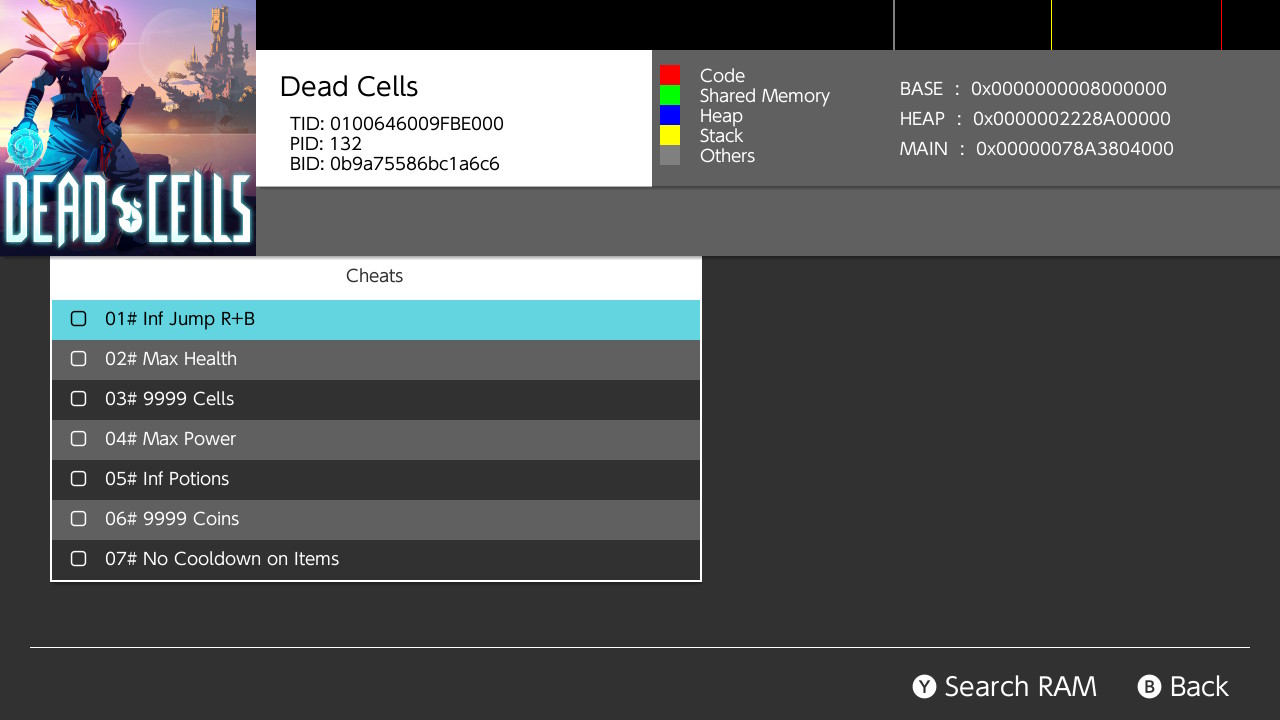 DEAD CELLS
Dead Cells
TID: 0100646009FBE000
PID: 132
BID: 0b9a75586bc1a6c6
Code
Shared Memory
Heap
Stack
Others
BASE : 0x0000000008000000
HEAP : 0x0000002228A00000
MAIN : 0x00000078A3804000
Cheats
01# Inf Jump R+B
02# Max Health
03# 9999 Cells
04# Max Power
05# Inf Potions
06# 9999 Coins
07# No Cooldown on Items
Y Search RAM B Back